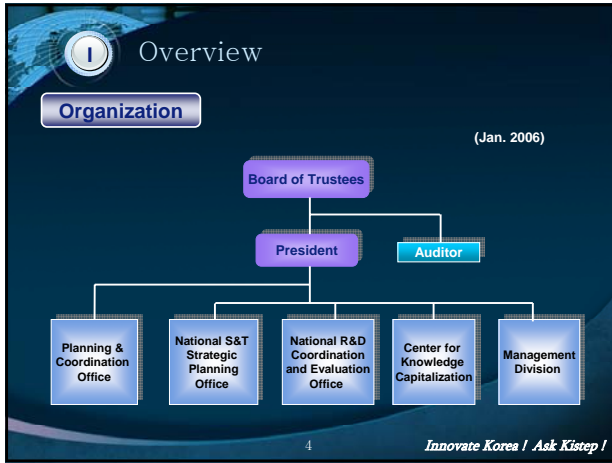 I
Overview
Organization
(Jan. 2006)
Board of Trustees
President
Auditor
Planning &
Coordination
Office
National S&T
Strategic
Planning
Office
National R&D
Coordination
and Evaluation
Office
Center for
Knowledge
Capitalization
Management
Division
4
Innovate Korea ! Ask Kistep !